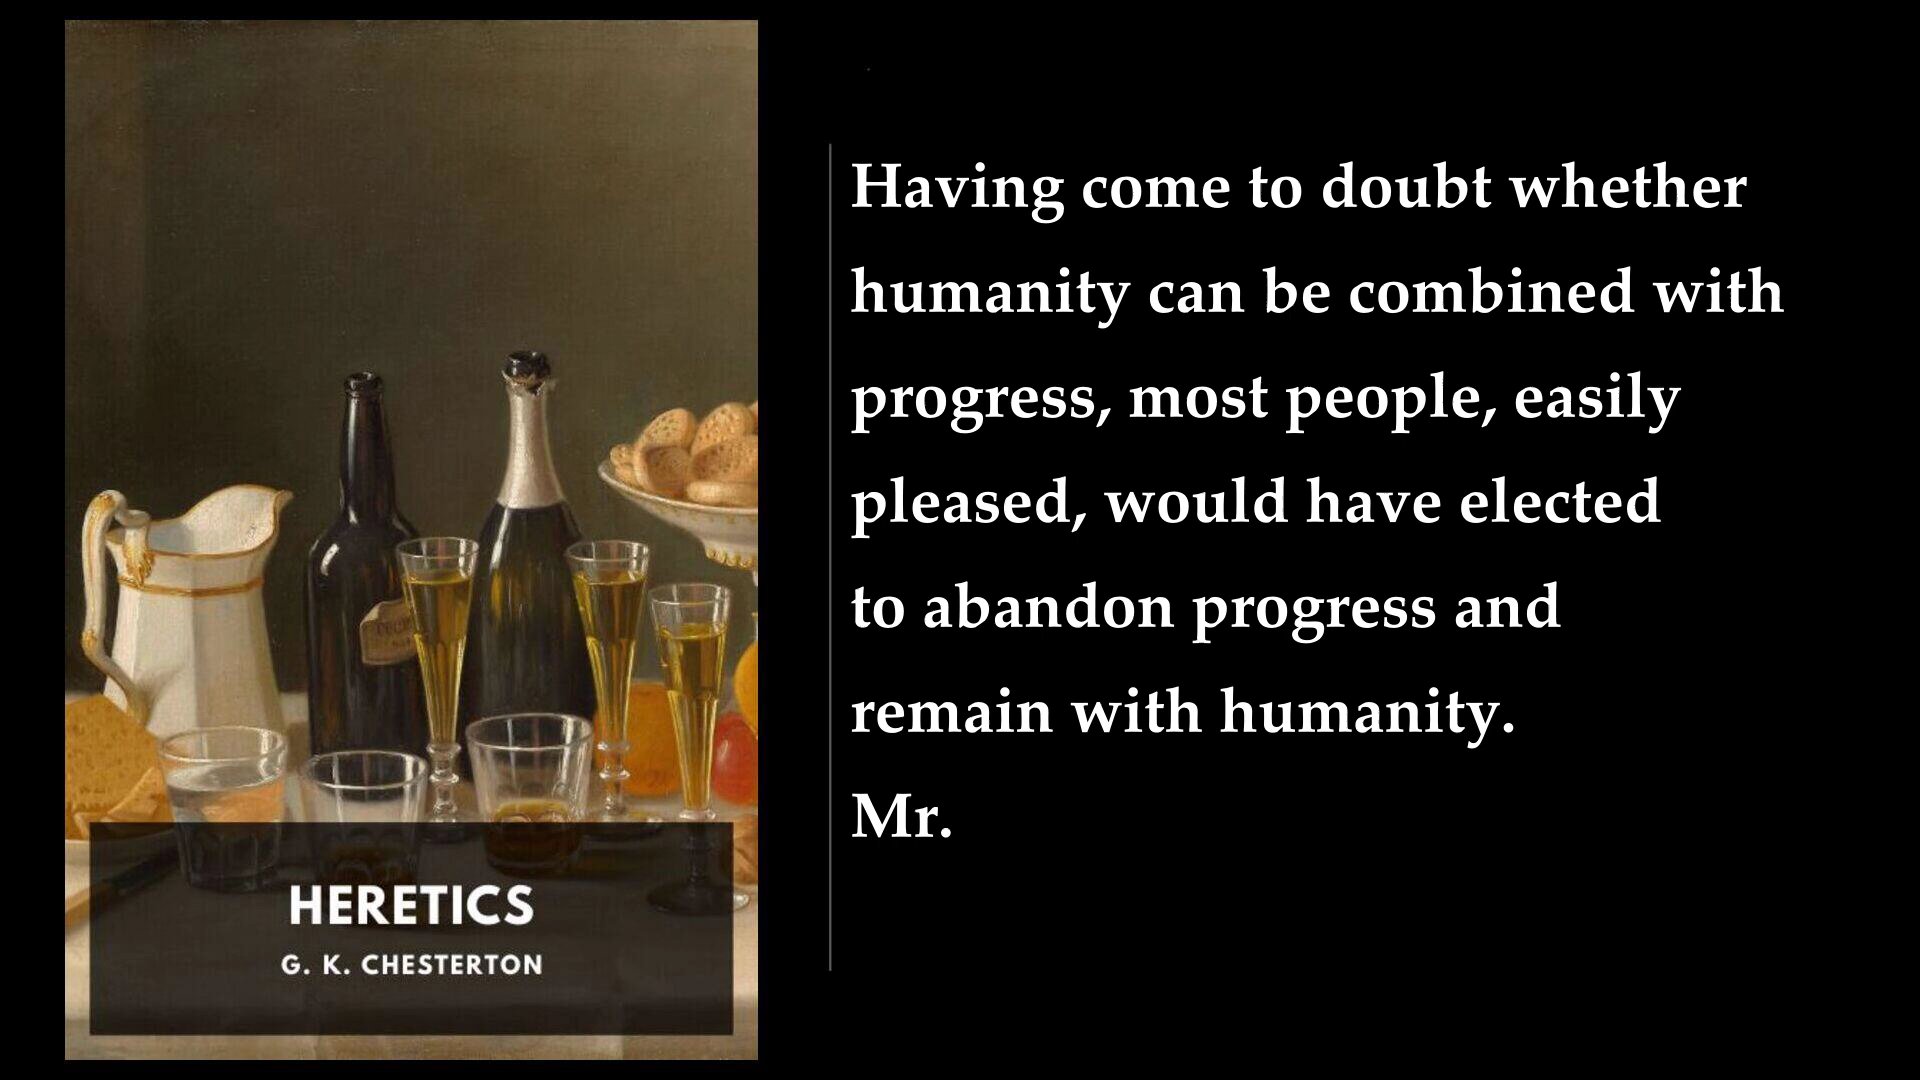 Having come to doubt whether
humanity can be combined with
progress, most people, easily
pleased, would have elected
to abandon progress and
remain with humanity.
Mr.
HERETICS
G. K. CHESTERTON